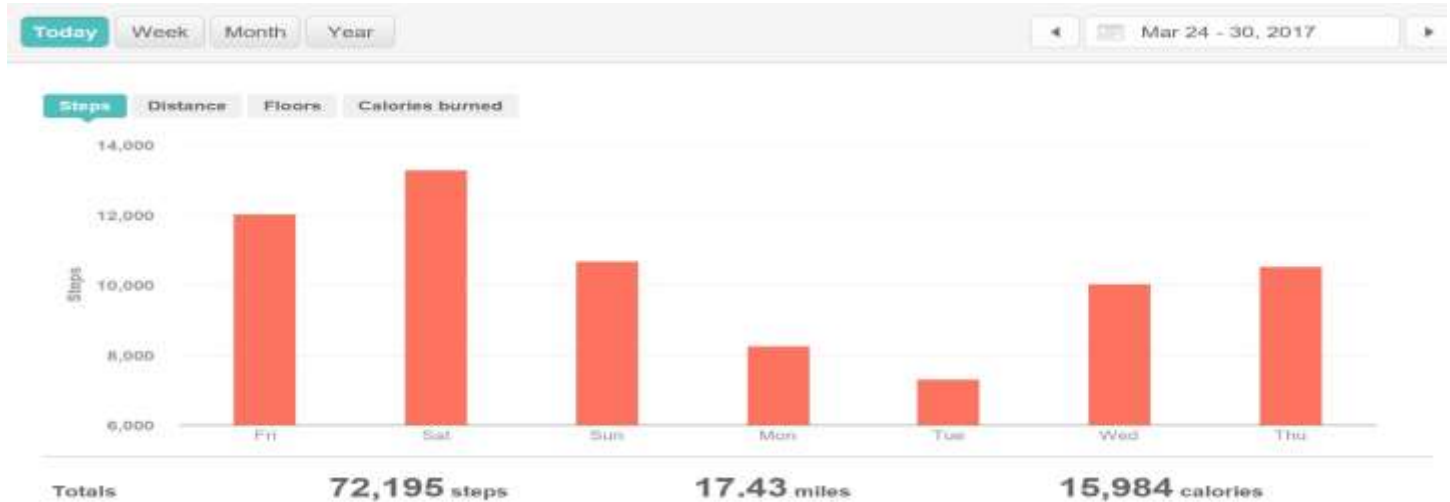 Today Week Month Year Mar 24 - 30, 2017
Steps Distance Floors Calories burned
14,000
12,000
Steps
10,000
8,000
6,000
Fri Sat Sun Mon Tue Wed Thu
Totals 72,195 steps 17.43 miles 15,984 calories